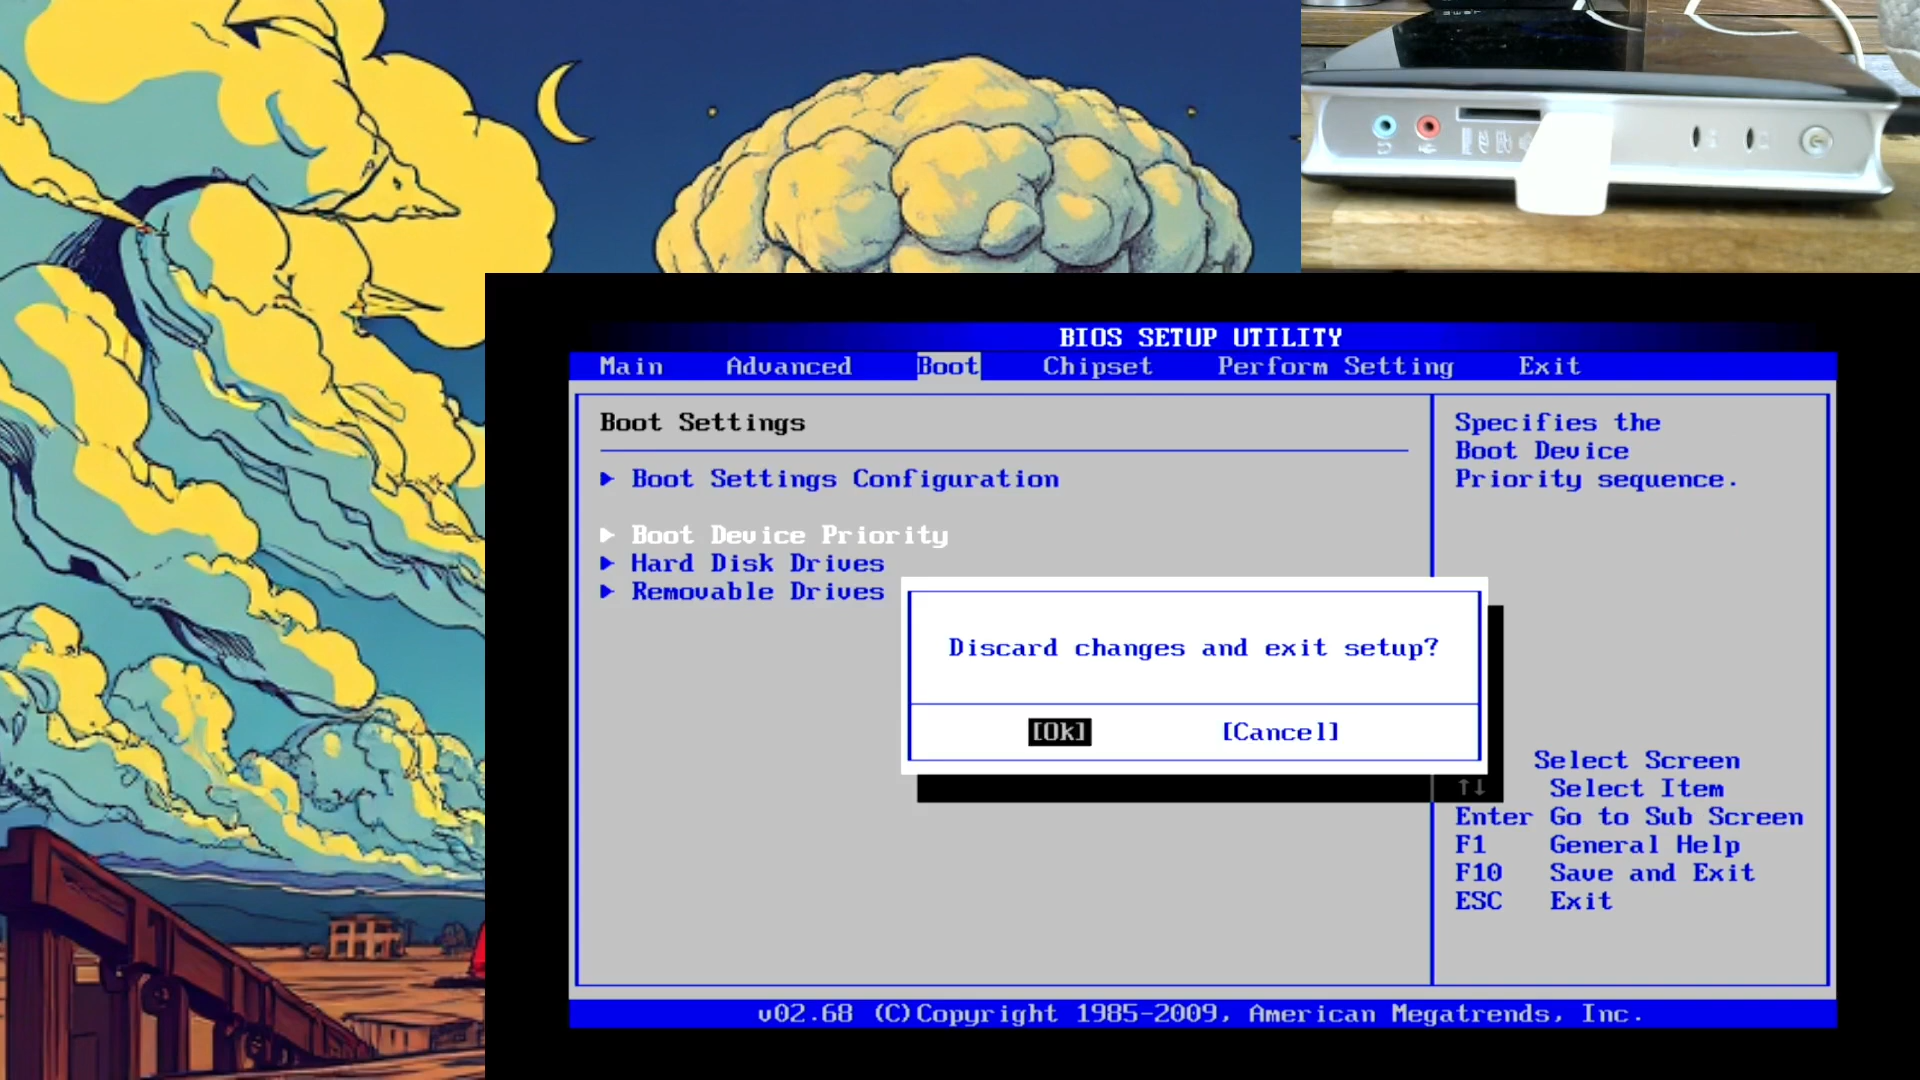 BIOS SETUP UTILITY
Main Advanced Boot Chipset Perform Setting Exit
Boot Settings
▶ Boot Settings Configuration
▶ Boot Device Priority
▶ Hard Disk Drives
▶ Removable Drives
Specifies the
Boot Device
Priority sequence.
Discard changes and exit setup?
[Ok] [Cancel]
Select Screen
↑↓ Select Item
Enter Go to Sub Screen
F1 General Help
F10 Save and Exit
ESC Exit
v02.68 (C)Copyright 1985-2009, American Megatrends, Inc.